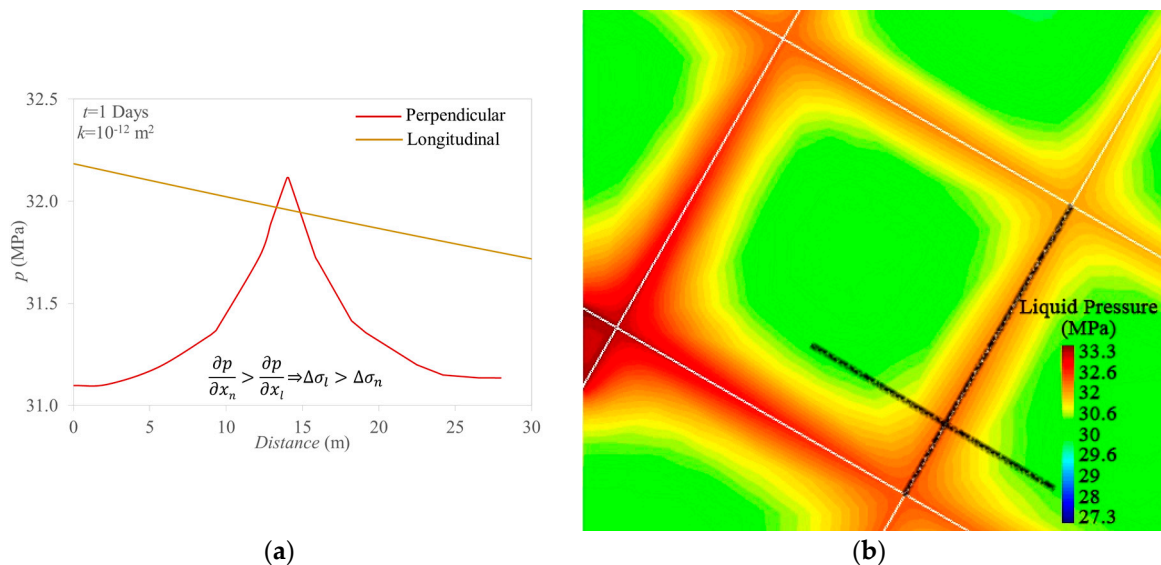 32.5
32.0
31.5
31.0
p (MPa)
t=1 Days
k=10⁻¹² m²
Perpendicular
Longitudinal
∂p/∂xₙ > ∂p/∂xₗ ⇒Δσₗ > Δσₙ
0 5 10 15 20 25 30
Distance (m)
(a)
Liquid Pressure
(MPa)
33.3
32.6
32
30.6
30
29.6
29
28
27.3
(b)